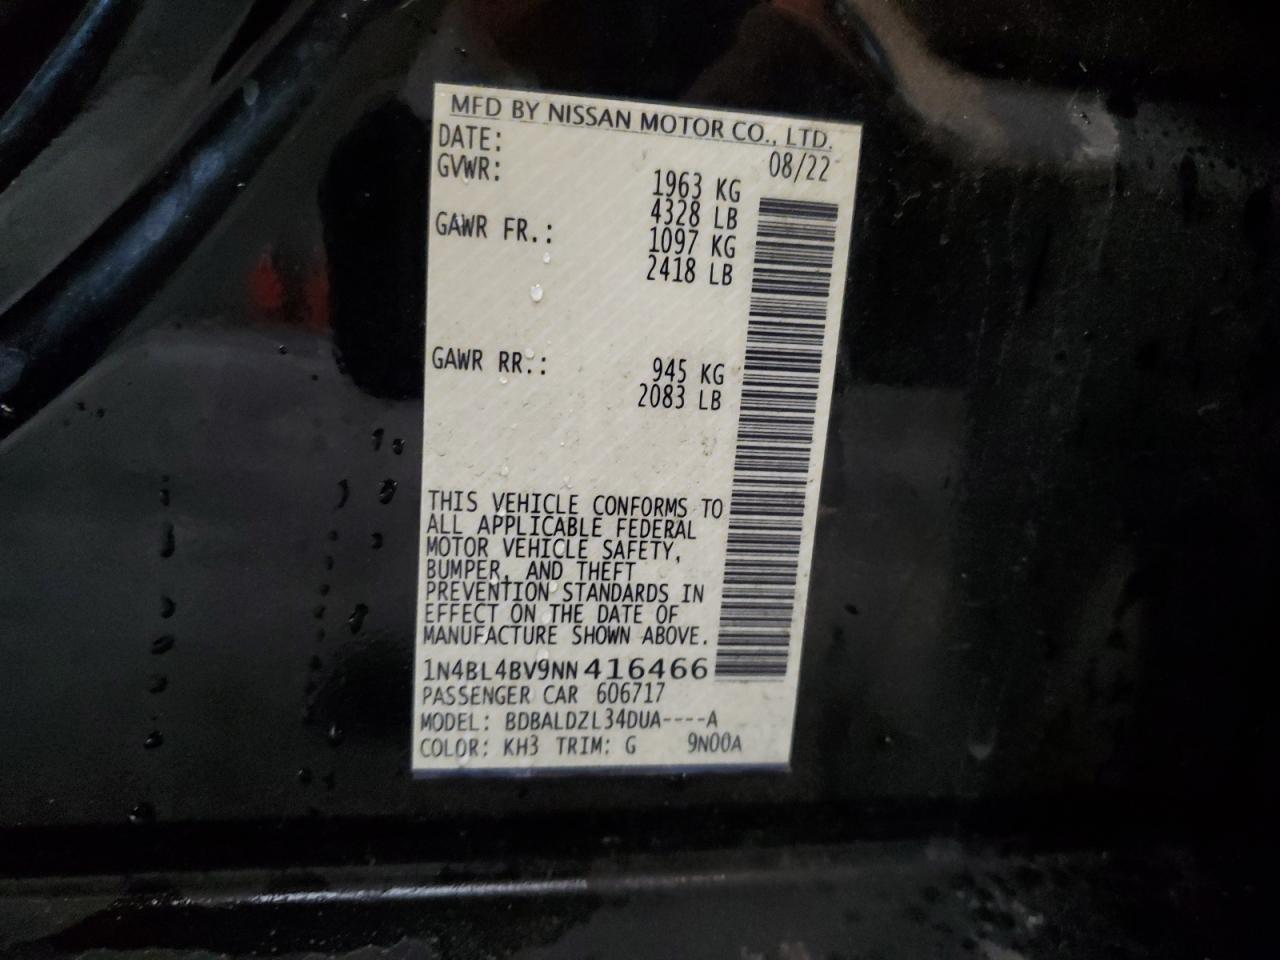 MFD BY NISSAN MOTOR CO., LTD.
DATE: 08/22
GVWR: 1963 KG
4328 LB
GAWR FR.: 1097 KG
2418 LB
GAWR RR.: 945 KG
2083 LB
THIS VEHICLE CONFORMS TO
ALL APPLICABLE FEDERAL
MOTOR VEHICLE SAFETY,
BUMPER, AND THEFT
PREVENTION STANDARDS IN
EFFECT ON THE DATE OF
MANUFACTURE SHOWN ABOVE.
1N4BL4BV9NN416466
PASSENGER CAR 606717
MODEL: BDBALDZL34DUA----A
COLOR: KH3 TRIM: G 9N00A